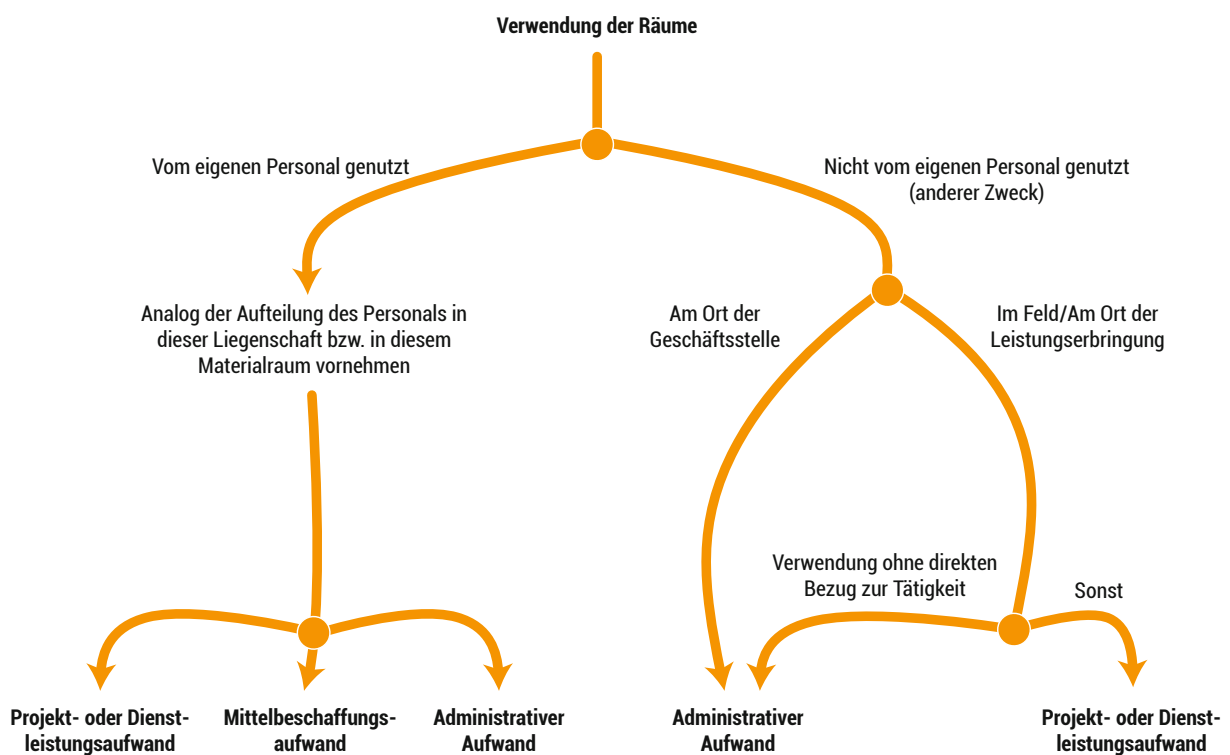 Verwendung der Räume
Vom eigenen Personal genutzt
Nicht vom eigenen Personal genutzt
(anderer Zweck)
Analog der Aufteilung des Personals in
dieser Liegenschaft bzw. in diesem
Materialraum vornehmen
Am Ort der
Geschäftsstelle
Im Feld/Am Ort der
Leistungserbringung
Verwendung ohne direkten
Bezug zur Tätigkeit
Sonst
Projekt- oder Dienst-
leistungsaufwand
Mittelbeschaffungs-
aufwand
Administrativer
Aufwand
Administrativer
Aufwand
Projekt- oder Dienst-
leistungsaufwand